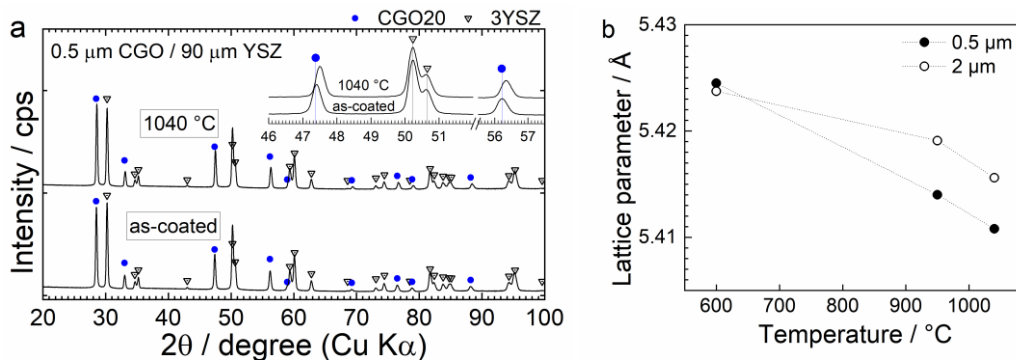 a
CGO20 3YSZ
0.5 µm CGO / 90 µm YSZ
1040 °C
as-coated
46 47 48 49 50 51 56 57
1040 °C
as-coated
Intensity / cps
20 30 40 50 60 70 80 90 100
2θ / degree (Cu Kα)
b
0.5 µm
2 µm
5.43
5.42
5.41
Lattice parameter / Å
600 700 800 900 1000
Temperature / °C